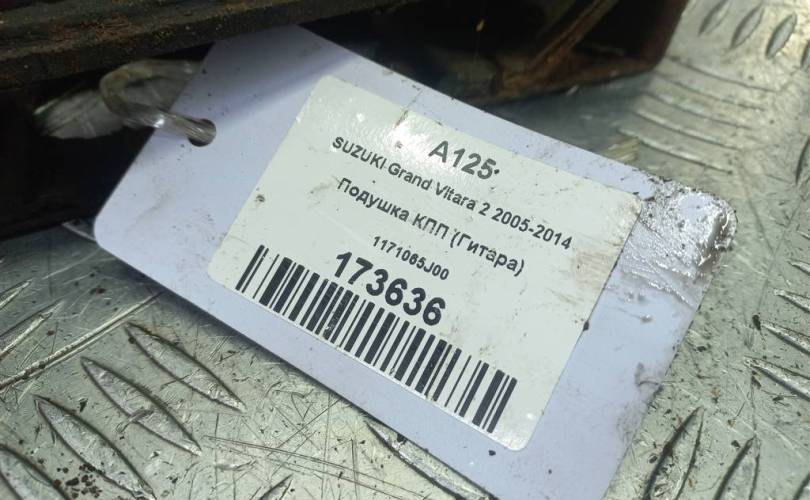 A125
SUZUKI Grand Vitara 2 2005-2014
Подушка КПП (Гитара)
1171065J00
173636